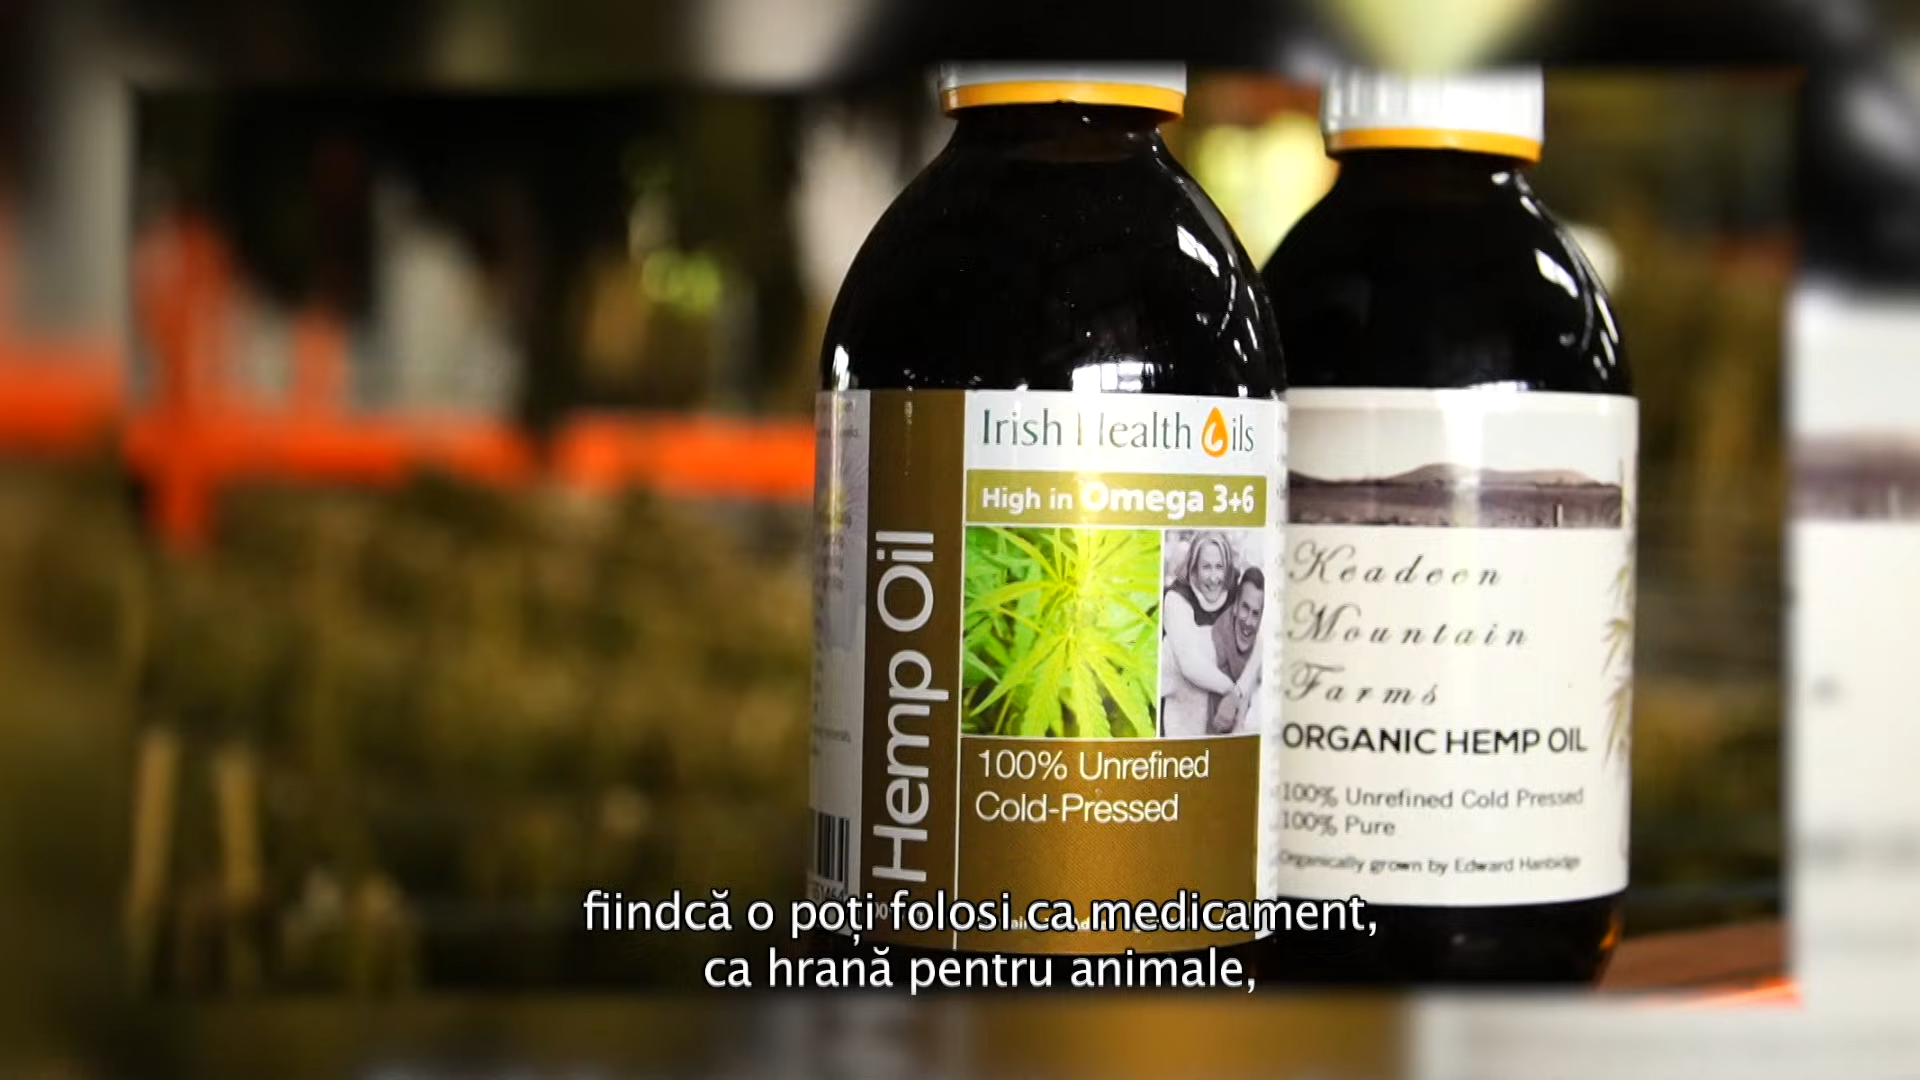 Irish Health Oils
High in Omega 3+6
Hemp Oil
100% Unrefined
Cold-Pressed
Keadeen
Mountain
Farms
ORGANIC HEMP OIL
100% Unrefined Cold Pressed
100% Pure
Organically grown by Edward Hanbidge
fiindcă o poți folosi ca medicament,
ca hrană pentru animale,